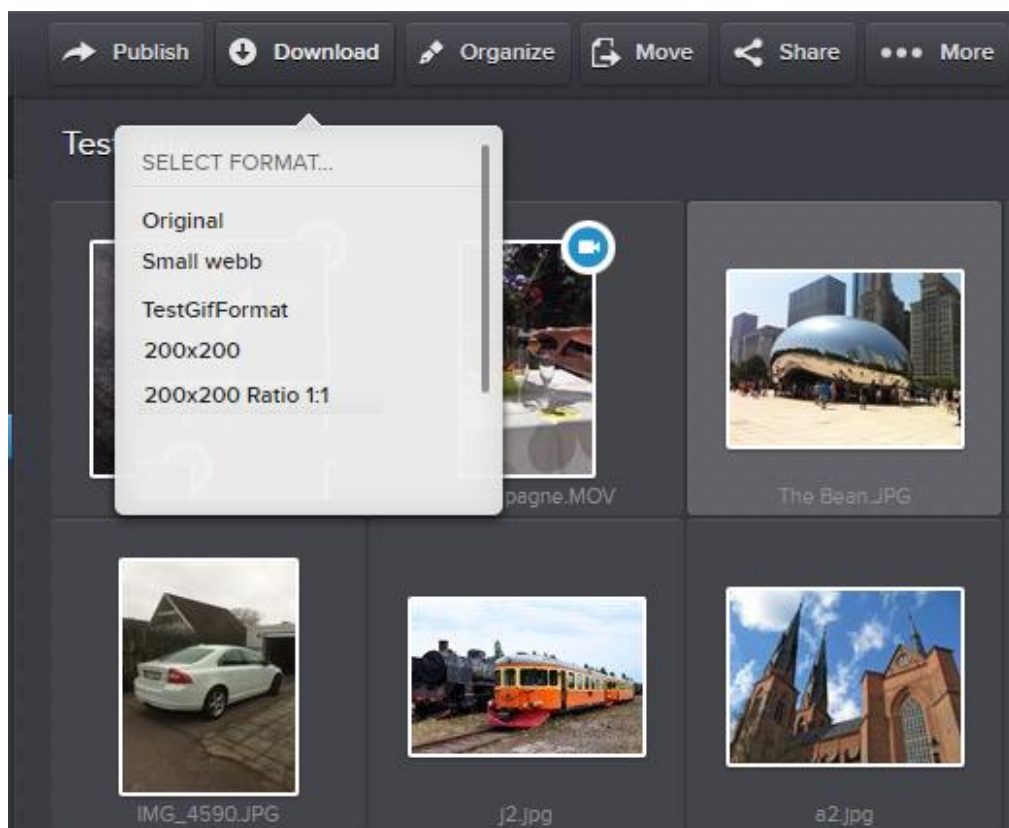 Publish Download Organize Move Share More
Tes
SELECT FORMAT...
Original
Small webb
TestGifFormat
200x200
200x200 Ratio 1:1
pagne.MOV The Bean.JPG
IMG_4590.JPG j2.jpg a2.jpg